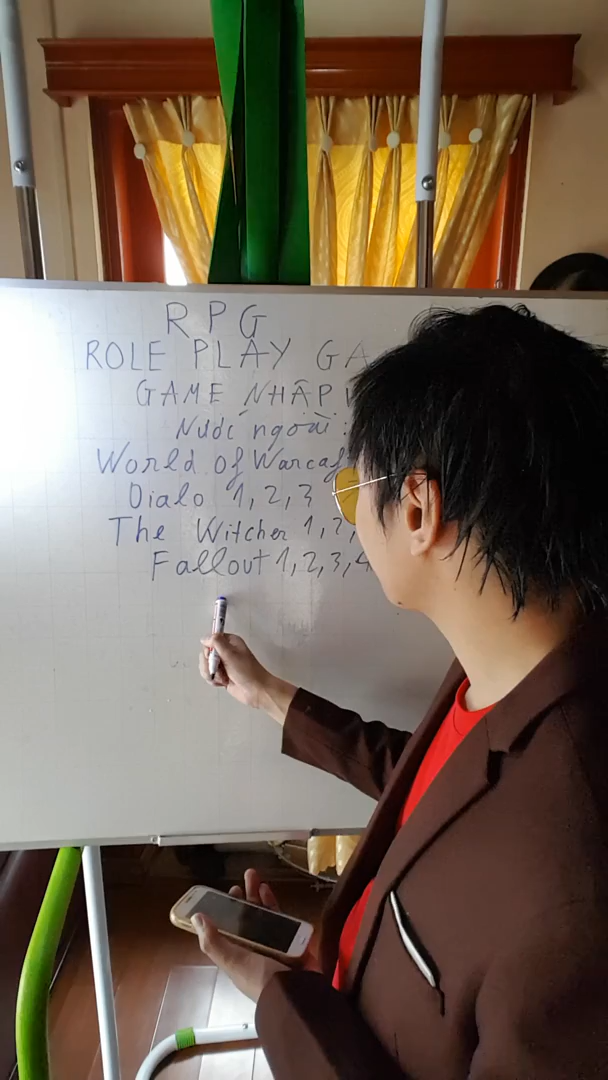 RPG
ROLE PLAY GA
GAME NHẬP
Nước ngoài:
World Of Warcaf
Dialo 1,2,3
The Witcher 1,2,
Fallout 1,2,3,4